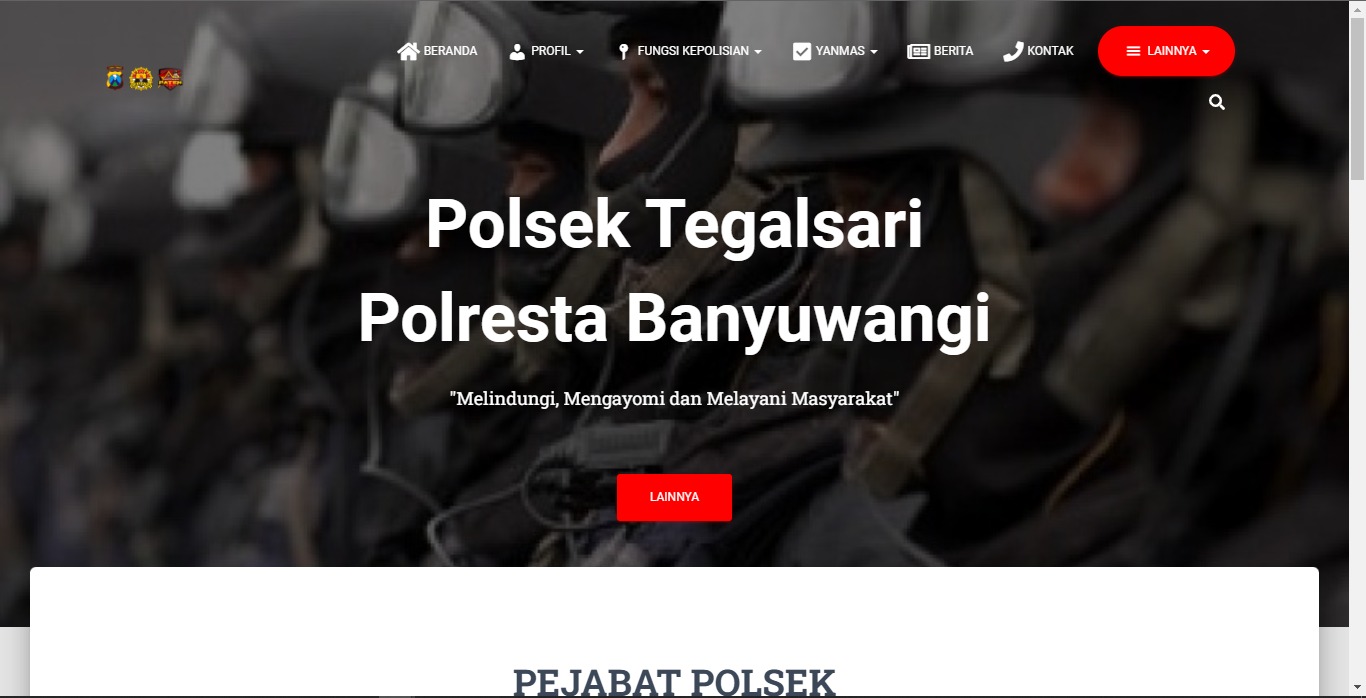 BERANDA
PROFIL
FUNGSI KEPOLISIAN
YANMAS
BERITA
KONTAK
LAINNYA
Polsek Tegalsari
Polresta Banyuwangi
"Melindungi, Mengayomi dan Melayani Masyarakat"
LAINNYA
PEJABAT POLSEK